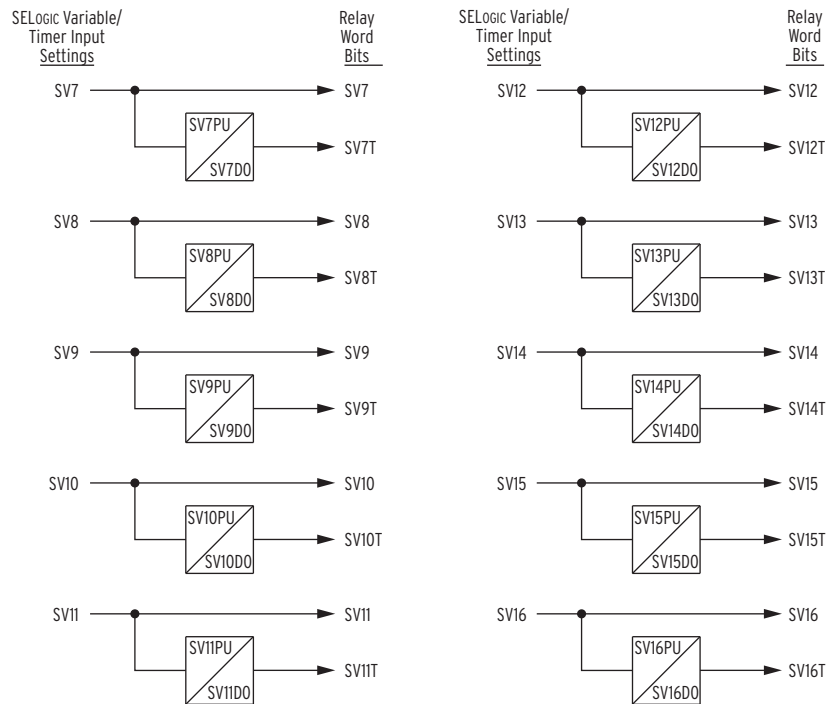 SELOGIC Variable/
Timer Input
Settings
Relay
Word
Bits
SV7
SV7
SV7PU
SV7DO
SV7T
SV8
SV8
SV8PU
SV8DO
SV8T
SV9
SV9
SV9PU
SV9DO
SV9T
SV10
SV10
SV10PU
SV10DO
SV10T
SV11
SV11
SV11PU
SV11DO
SV11T
SELOGIC Variable/
Timer Input
Settings
Relay
Word
Bits
SV12
SV12
SV12PU
SV12DO
SV12T
SV13
SV13
SV13PU
SV13DO
SV13T
SV14
SV14
SV14PU
SV14DO
SV14T
SV15
SV15
SV15PU
SV15DO
SV15T
SV16
SV16
SV16PU
SV16DO
SV16T